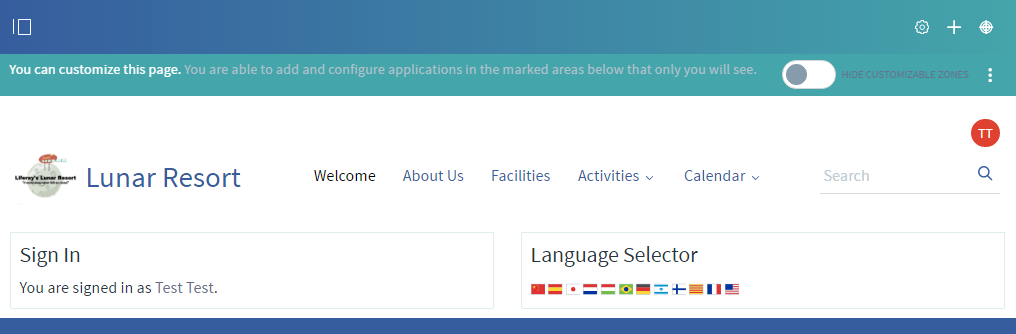 You can customize this page. You are able to add and configure applications in the marked areas below that only you will see. HIDE CUSTOMIZABLE ZONES
TT
Liferay's Lunar Resort
Lunar Resort Welcome About Us Facilities Activities Calendar Search
Sign In
You are signed in as Test Test.
Language Selector